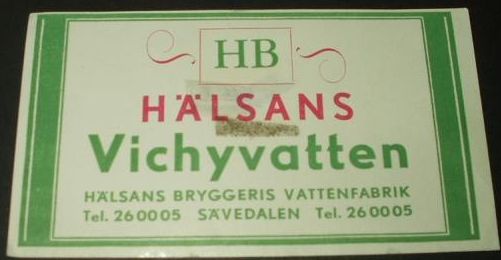 HB
HÄLSANS
Vichyvatten
HÄLSANS BRYGGERIS VATTENFABRIK
Tel. 260005 SÄVEDALEN Tel. 260005